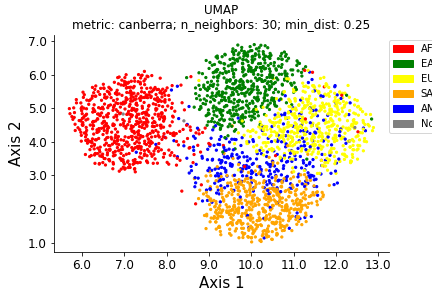 UMAP
metric: canberra; n_neighbors: 30; min_dist: 0.25
7.0
6.0
5.0
4.0
3.0
2.0
1.0
Axis 2
6.0 7.0 8.0 9.0 10.0 11.0 12.0 13.0
Axis 1
AF
EA
EU
SA
AM
No